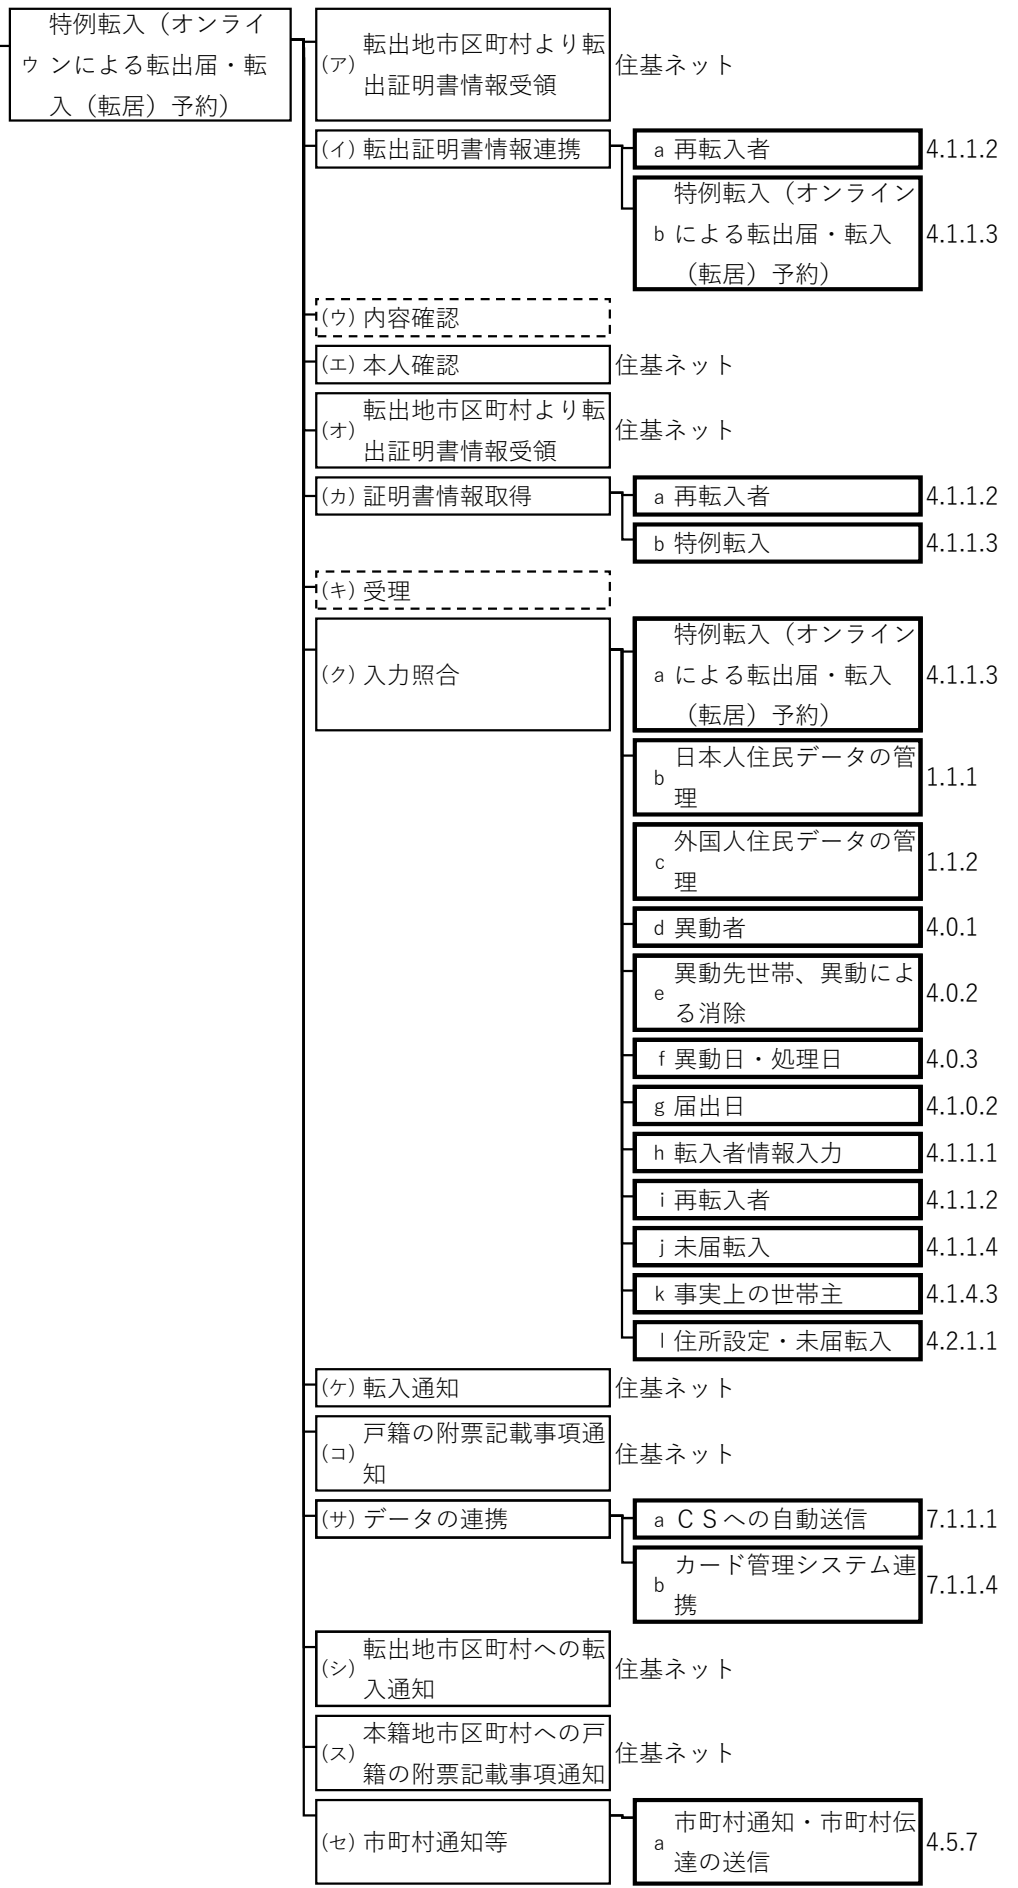 特例転入（オンライ
ゥ ンによる転出届・転
入（転居）予約）
(ア) 転出地市区町村より転
出証明書情報受領
住基ネット
(イ) 転出証明書情報連携
a 再転入者
4.1.1.2
特例転入（オンライン
b による転出届・転入
（転居）予約）
4.1.1.3
(ウ) 内容確認
(エ) 本人確認
住基ネット
(オ) 転出地市区町村より転
出証明書情報受領
住基ネット
(カ) 証明書情報取得
a 再転入者
4.1.1.2
b 特例転入
4.1.1.3
(キ) 受理
(ク) 入力照合
特例転入（オンライン
a による転出届・転入
（転居）予約）
4.1.1.3
b 日本人住民データの管
理
1.1.1
c 外国人住民データの管
理
1.1.2
d 異動者
4.0.1
e 異動先世帯、異動によ
る消除
4.0.2
f 異動日・処理日
4.0.3
g 届出日
4.1.0.2
h 転入者情報入力
4.1.1.1
i 再転入者
4.1.1.2
j 未届転入
4.1.1.4
k 事実上の世帯主
4.1.4.3
l 住所設定・未届転入
4.2.1.1
(ケ) 転入通知
住基ネット
(コ) 戸籍の附票記載事項通
知
住基ネット
(サ) データの連携
a ＣＳへの自動送信
7.1.1.1
b カード管理システム連
携
7.1.1.4
(シ) 転出地市区町村への転
入通知
住基ネット
(ス) 本籍地市区町村への戸
籍の附票記載事項通知
住基ネット
(セ) 市町村通知等
a 市町村通知・市町村伝
達の送信
4.5.7